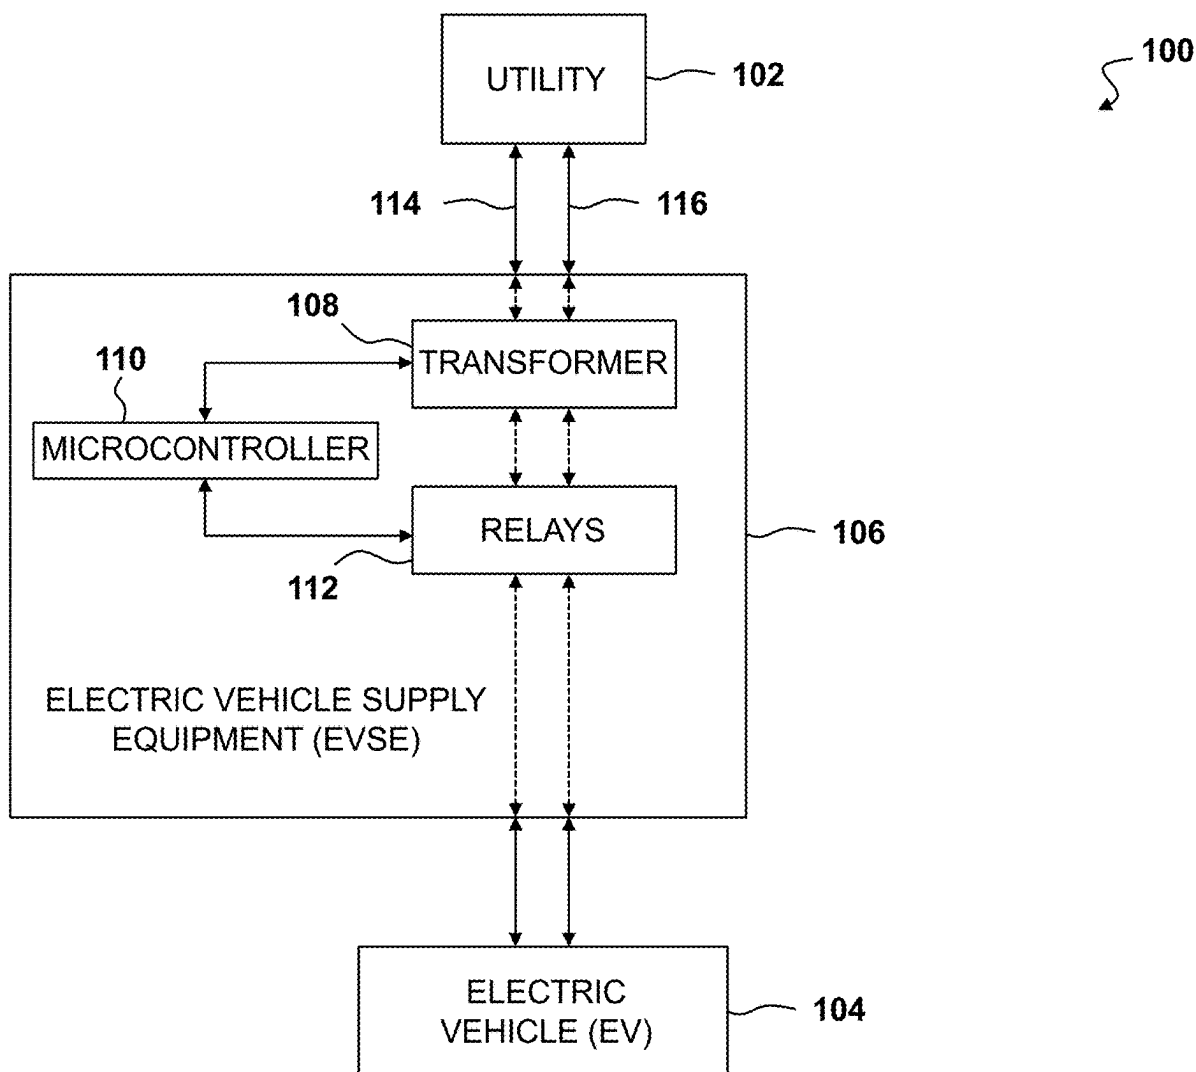 UTILITY
102
100
114
116
108
TRANSFORMER
110
MICROCONTROLLER
RELAYS
106
112
ELECTRIC VEHICLE SUPPLY
EQUIPMENT (EVSE)
ELECTRIC
VEHICLE (EV)
104